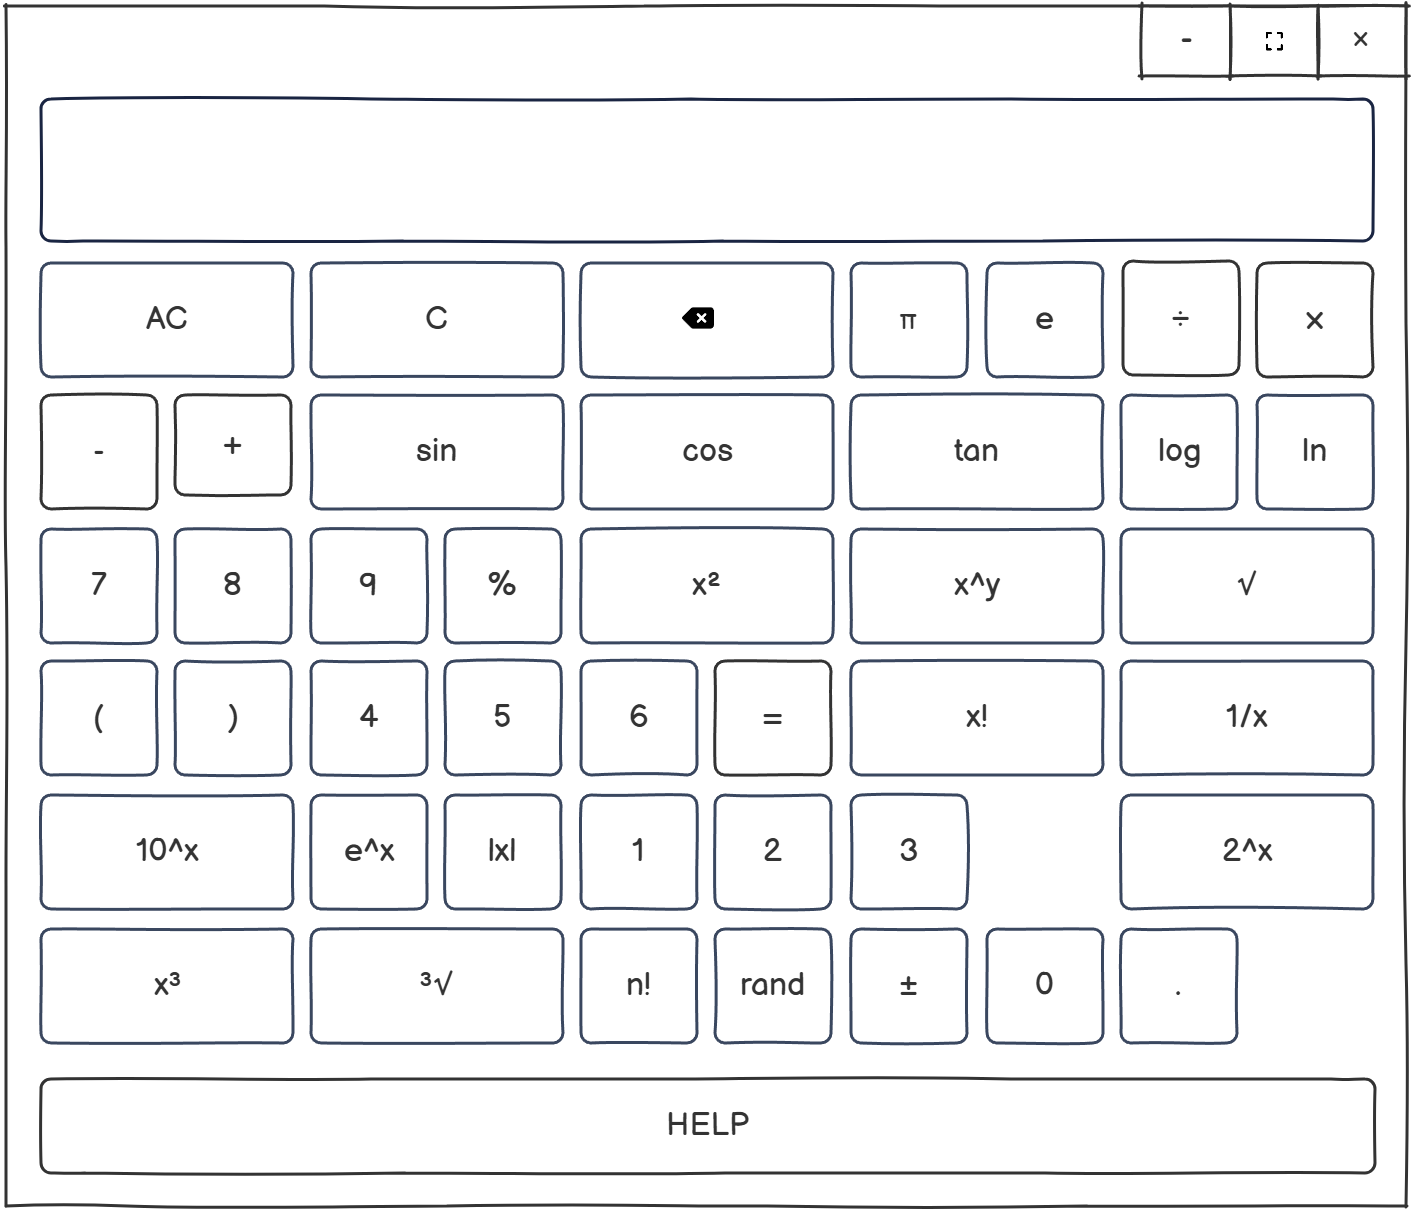 - ×
AC C π e ÷ ×
- + sin cos tan log ln
7 8 9 % x² x^y √
( ) 4 5 6 = x! 1/x
10^x e^x |x| 1 2 3 2^x
x³ ³√ n! rand ± 0 .
HELP